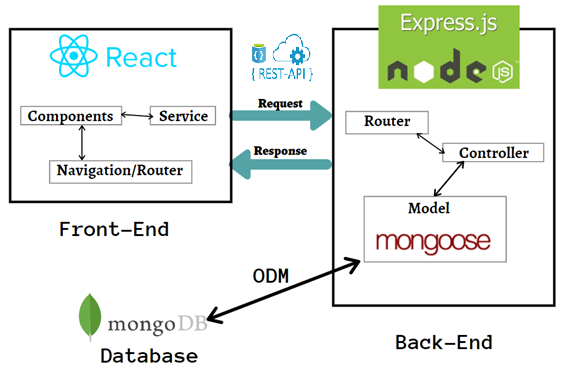 React
Components
Service
Navigation/Router
Front-End
{ REST-API }
Request
Response
Express.js
node
JS
Router
Controller
Model
mongoose
Back-End
ODM
mongoDB
Database